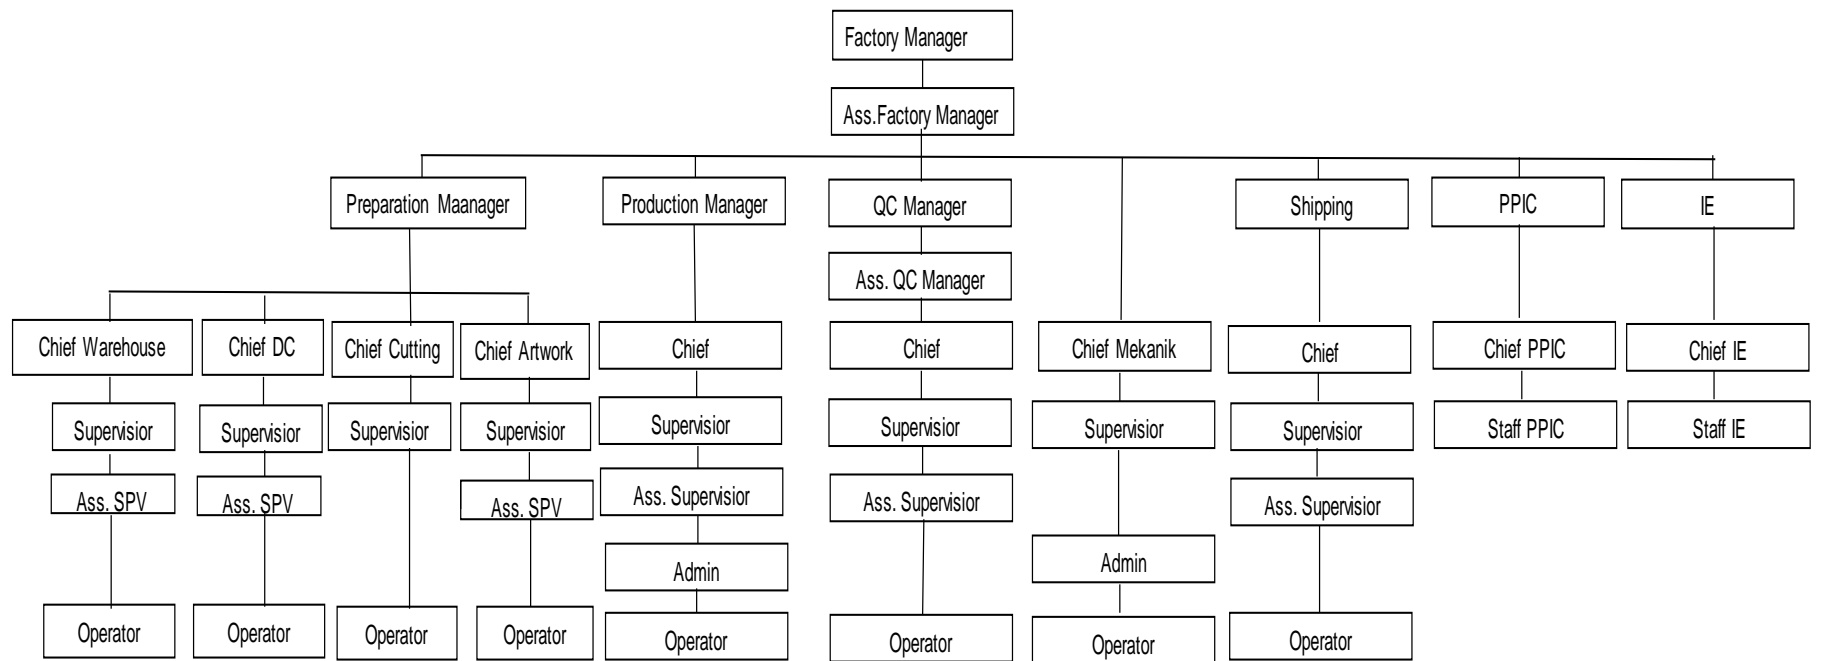 Factory Manager
Ass.Factory Manager
Preparation Maanager
Production Manager
QC Manager
Shipping
PPIC
IE
Ass. QC Manager
Chief Warehouse
Chief DC
Chief Cutting
Chief Artwork
Chief
Chief
Chief Mekanik
Chief
Chief PPIC
Chief IE
Supervisior
Supervisior
Supervisior
Supervisior
Supervisior
Supervisior
Supervisior
Supervisior
Staff PPIC
Staff IE
Ass. SPV
Ass. SPV
Ass. SPV
Ass. Supervisior
Ass. Supervisior
Ass. Supervisior
Admin
Admin
Operator
Operator
Operator
Operator
Operator
Operator
Operator
Operator